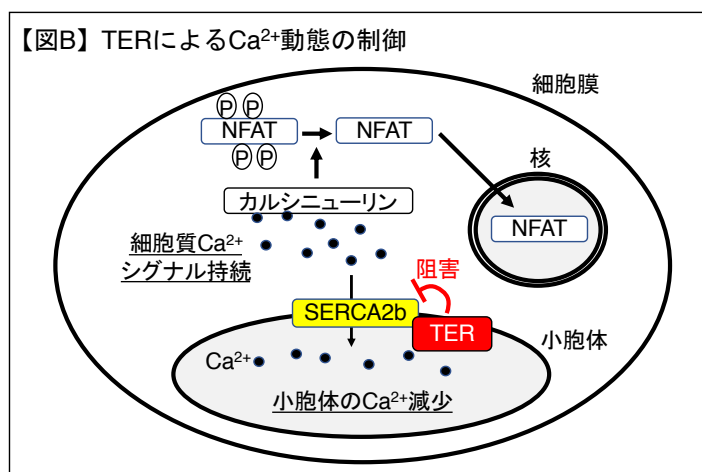 【図B】TERによるCa²⁺動態の制御
細胞膜
P P
NFAT
NFAT
P P
核
カルシニューリン
NFAT
細胞質Ca²⁺
シグナル持続
阻害
SERCA2b
TER
小胞体
Ca²⁺
小胞体のCa²⁺減少